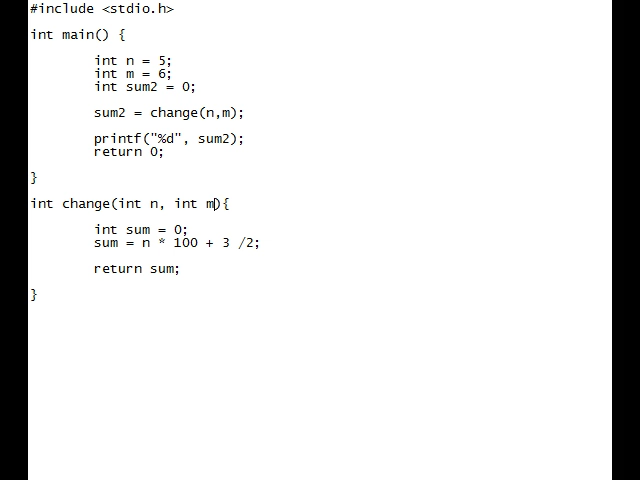 #include <stdio.h>
int main() {
int n = 5;
int m = 6;
int sum2 = 0;
sum2 = change(n,m);
printf("%d", sum2);
return 0;
}
int change(int n, int m){
int sum = 0;
sum = n * 100 + 3 /2;
return sum;
}